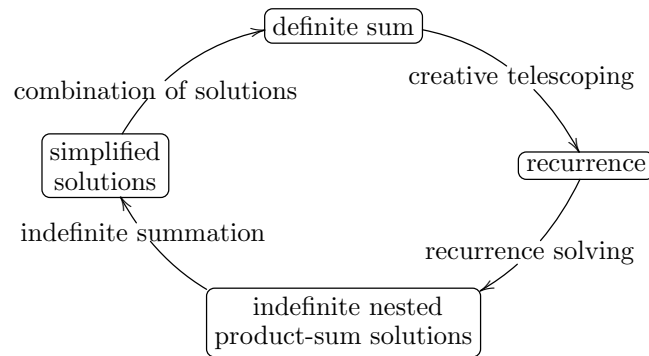 definite sum
creative telescoping
combination of solutions
simplified
solutions
recurrence
indefinite summation
recurrence solving
indefinite nested
product-sum solutions